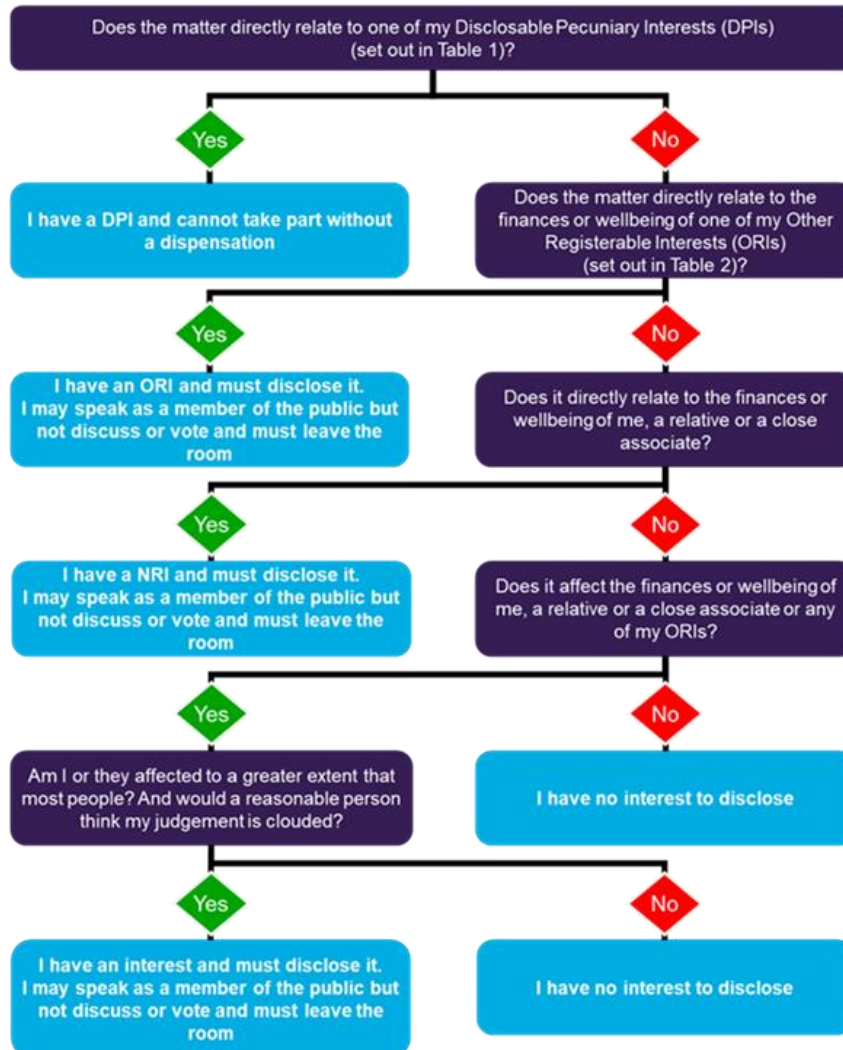 Does the matter directly relate to one of my Disclosable Pecuniary Interests (DPIs)
(set out in Table 1)?
Yes
No
I have a DPI and cannot take part without
a dispensation
Does the matter directly relate to the
finances or wellbeing of one of my Other
Registerable Interests (ORIs)
(set out in Table 2)?
Yes
No
I have an ORI and must disclose it.
I may speak as a member of the public but
not discuss or vote and must leave the
room
Does it directly relate to the finances or
wellbeing of me, a relative or a close
associate?
Yes
No
I have a NRI and must disclose it.
I may speak as a member of the public but
not discuss or vote and must leave the
room
Does it affect the finances or wellbeing of
me, a relative or a close associate or any
of my ORIs?
Yes
No
Am I or they affected to a greater extent that
most people? And would a reasonable person
think my judgement is clouded?
I have no interest to disclose
Yes
No
I have an interest and must disclose it.
I may speak as a member of the public but
not discuss or vote and must leave the
room
I have no interest to disclose